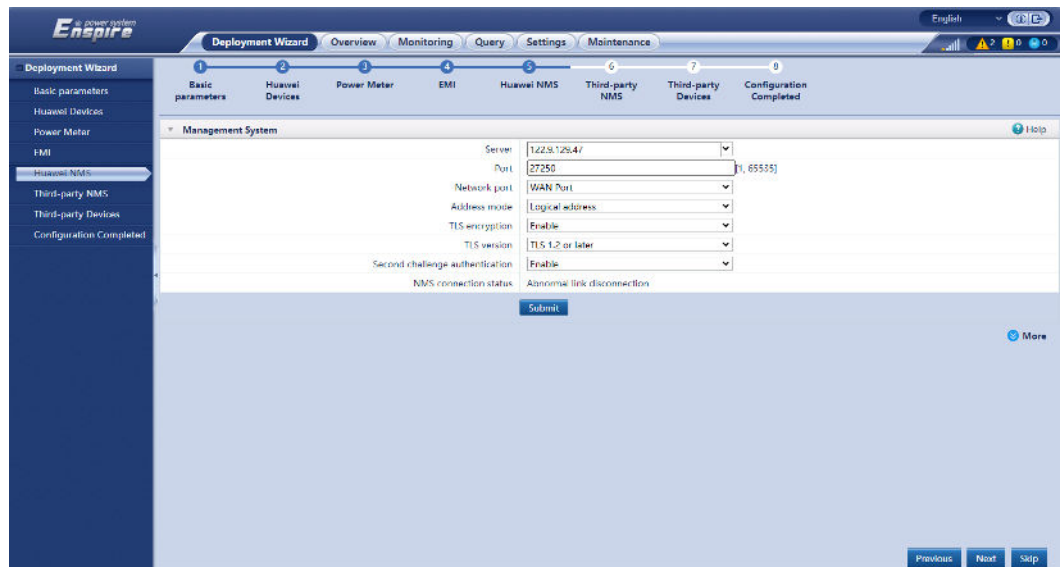 e power system
Enspire
English
Deployment Wizard Overview Monitoring Query Settings Maintenance
2 0 0 0
Deployment Wizard
Basic parameters
Huawei Devices
Power Meter
EMI
Huawei NMS
Third-party NMS
Third-party Devices
Configuration Completed
1 2 3 4 5 6 7 8
Basic parameters
Huawei Devices
Power Meter
EMI
Huawei NMS
Third-party NMS
Third-party Devices
Configuration Completed
Management System
Help
Server 122.9.129.47
Port 27250 [1, 65535]
Network port WAN Port
Address mode Logical address
TLS encryption Enable
TLS version TLS 1.2 or later
Second challenge authentication Enable
NMS connection status Abnormal link disconnection
Submit
More
Previous Next Skip